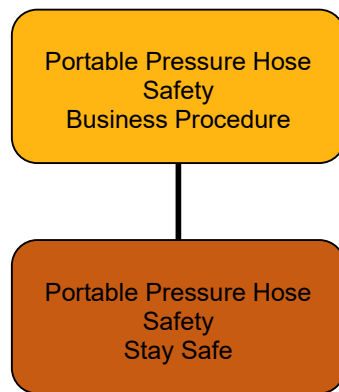 Portable Pressure Hose
Safety
Business Procedure
Portable Pressure Hose
Safety
Stay Safe